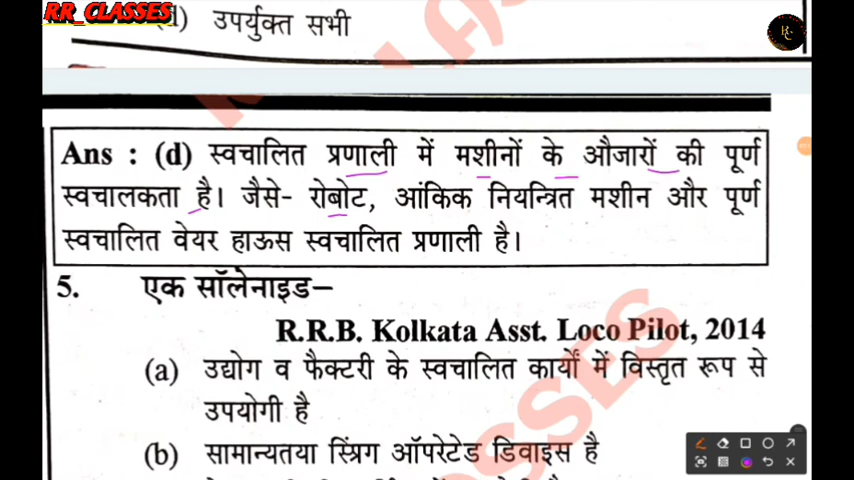 RR_CLASSES
उपर्युक्त सभी
Ans : (d) स्वचालित प्रणाली में मशीनों के औजारों की पूर्ण
स्वचालकता है। जैसे- रोबोट, आंकिक नियन्त्रित मशीन और पूर्ण
स्वचालित वेयर हाऊस स्वचालित प्रणाली है।
5. एक सॉलेनाइड–
R.R.B. Kolkata Asst. Loco Pilot, 2014
(a) उद्योग व फैक्टरी के स्वचालित कार्यों में विस्तृत रूप से
उपयोगी है
(b) सामान्यतया स्प्रिंग ऑपरेटेड डिवाइस है